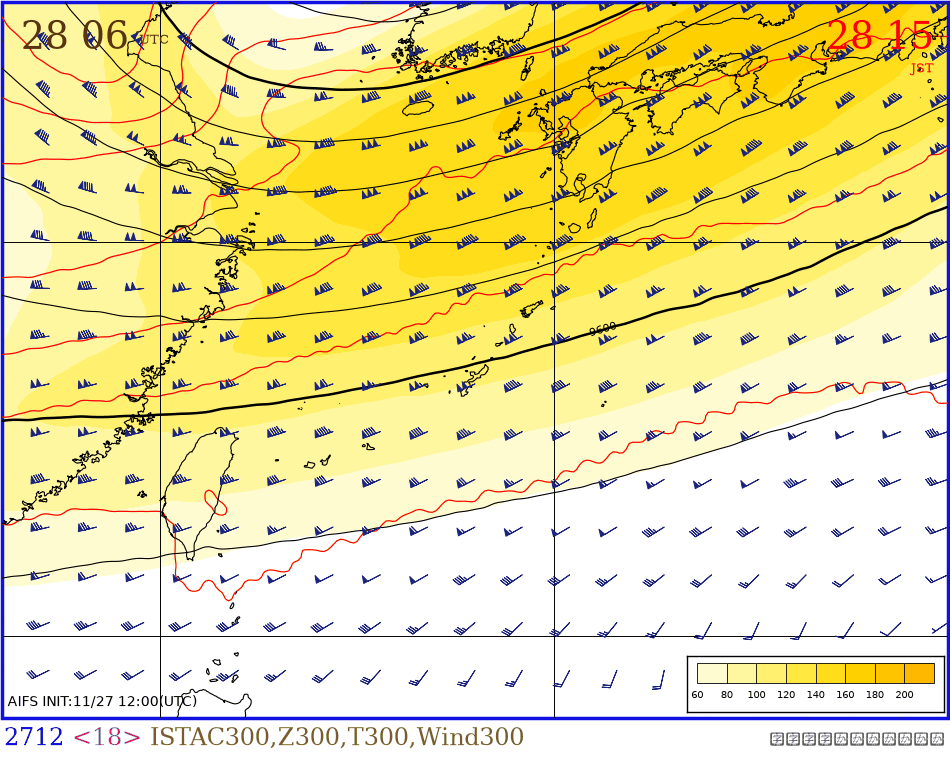 28 06 UTC
28 15 JST
9600
60 80 100 120 140 160 180 200
AIFS INIT:11/27 12:00(UTC)
2712 <18> ISTAC300,Z300,T300,Wind300